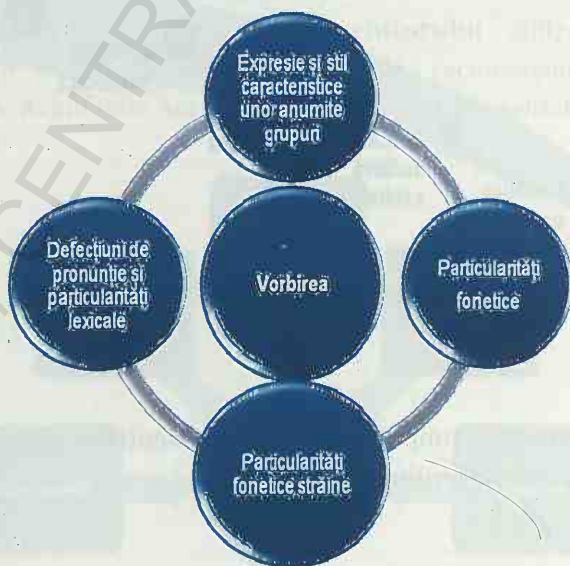 Expresie și stil
caracteristice
unor anumite
grupuri
Defecțiuni de
pronunție și
particularități
lexicale
Vorbirea
Particularități
fonetice
Particularități
fonetice străine
CENTRA